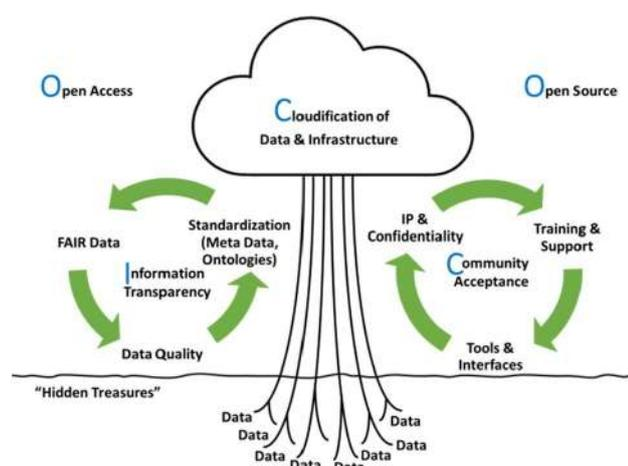 Open Access
Open Source
Cloudification of
Data & Infrastructure
Standardization
(Meta Data,
Ontologies)
FAIR Data
Information
Transparency
Data Quality
IP &
Confidentiality
Training &
Support
Community
Acceptance
Tools &
Interfaces
“Hidden Treasures”
Data
Data
Data
Data
Data
Data
Data
Data